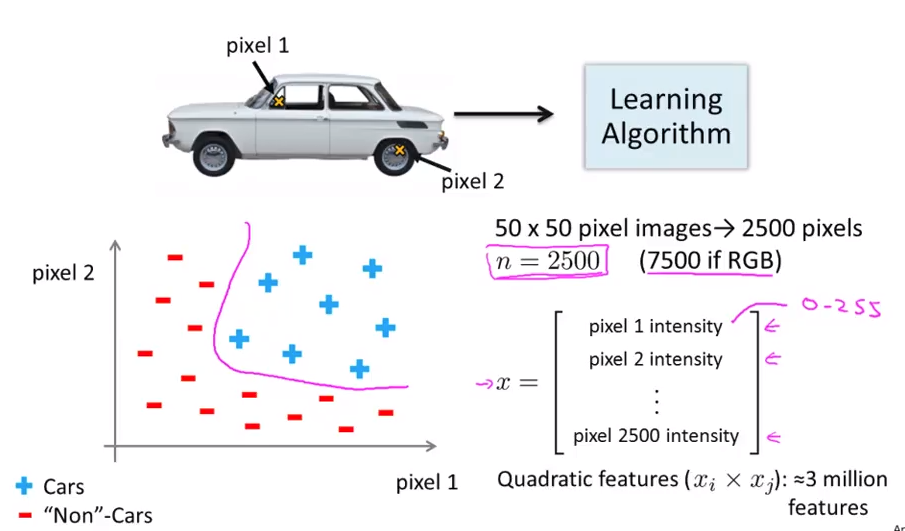 pixel 1
Learning
Algorithm
pixel 2
50 x 50 pixel images→ 2500 pixels
n = 2500 (7500 if RGB)
pixel 2
0-255
pixel 1 intensity
pixel 2 intensity
→ x =
⋮
pixel 2500 intensity
pixel 1
Quadratic features (xᵢ × xⱼ): ≈3 million
features
+ Cars
- “Non”-Cars